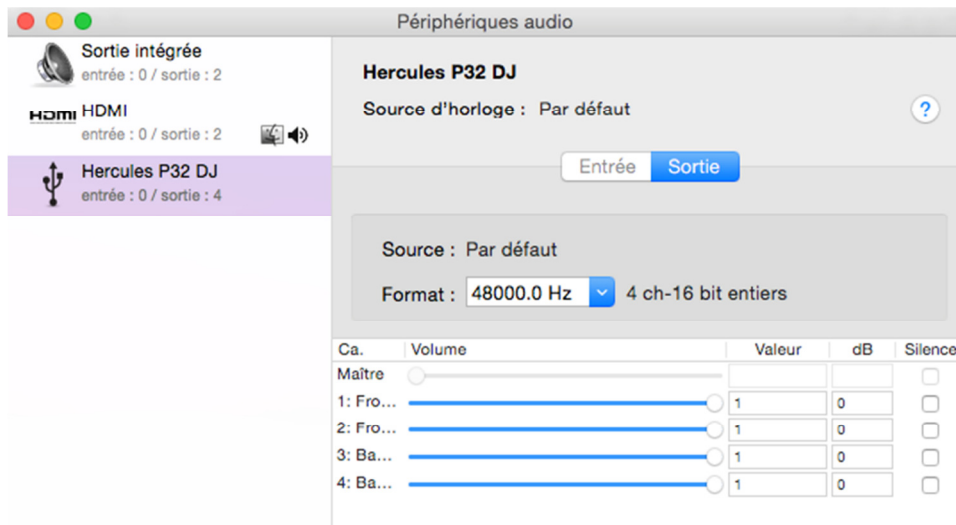 Périphériques audio
Sortie intégrée
entrée : 0 / sortie : 2
HDMI HDMI
entrée : 0 / sortie : 2
Hercules P32 DJ
entrée : 0 / sortie : 4
Hercules P32 DJ
Source d'horloge : Par défaut
?
Entrée Sortie
Source : Par défaut
Format : 48000.0 Hz 4 ch-16 bit entiers
Ca. Volume Valeur dB Silence
Maître
1: Fro... 1 0
2: Fro... 1 0
3: Ba... 1 0
4: Ba... 1 0